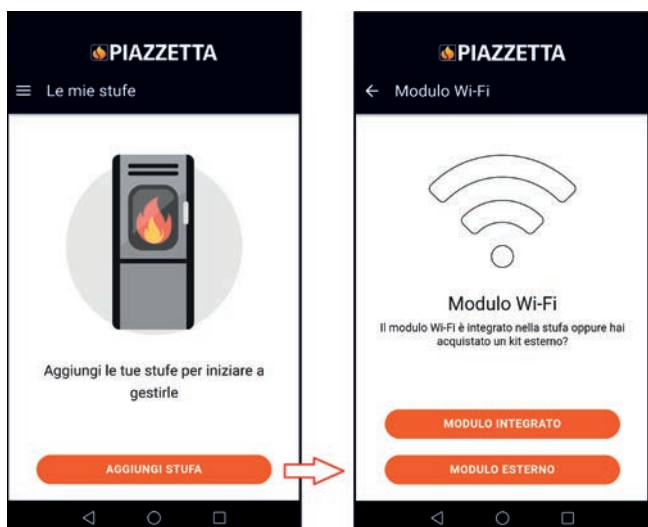 PIAZZETTA
Le mie stufe
Aggiungi le tue stufe per iniziare a
gestirle
AGGIUNGI STUFA
PIAZZETTA
Modulo Wi-Fi
Modulo Wi-Fi
Il modulo Wi-Fi è integrato nella stufa oppure hai
acquistato un kit esterno?
MODULO INTEGRATO
MODULO ESTERNO